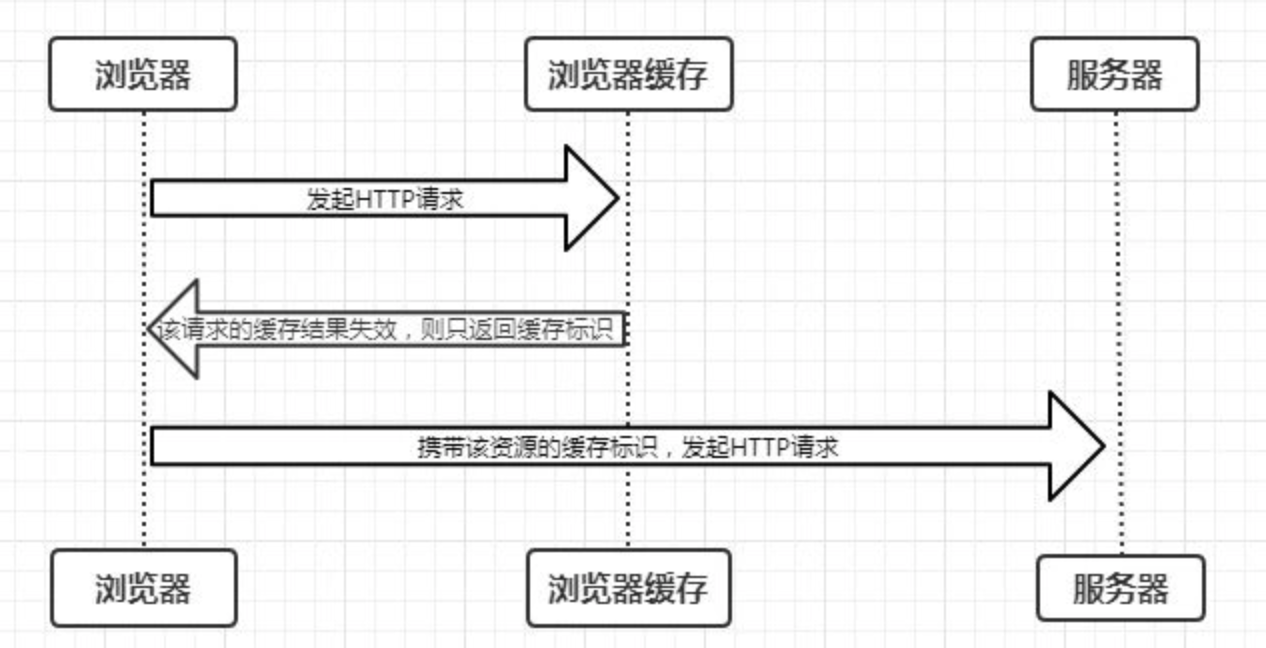 浏览器
浏览器缓存
服务器
发起HTTP请求
该请求的缓存结果失效，则只返回缓存标识
携带该资源的缓存标识，发起HTTP请求
浏览器
浏览器缓存
服务器